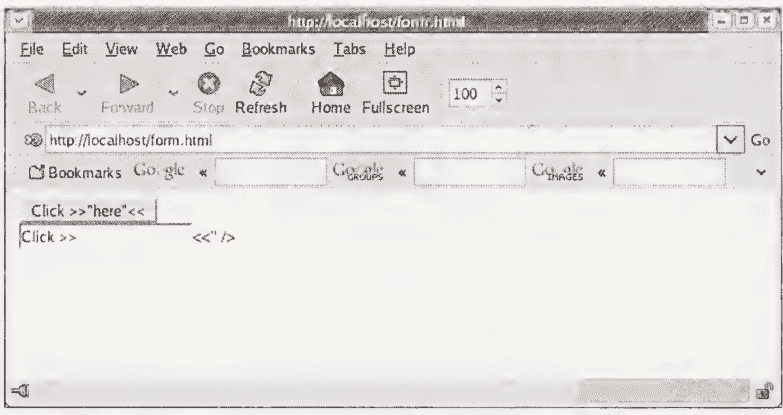 http://localhost/form.html
File Edit View Web Go Bookmarks Tabs Help
Back Forward Stop Refresh Home Fullscreen 100
http://localhost/form.html Go
Bookmarks Google « Google GROUPS « Google IMAGES «
Click >>"here"<<
Click >> <<" />